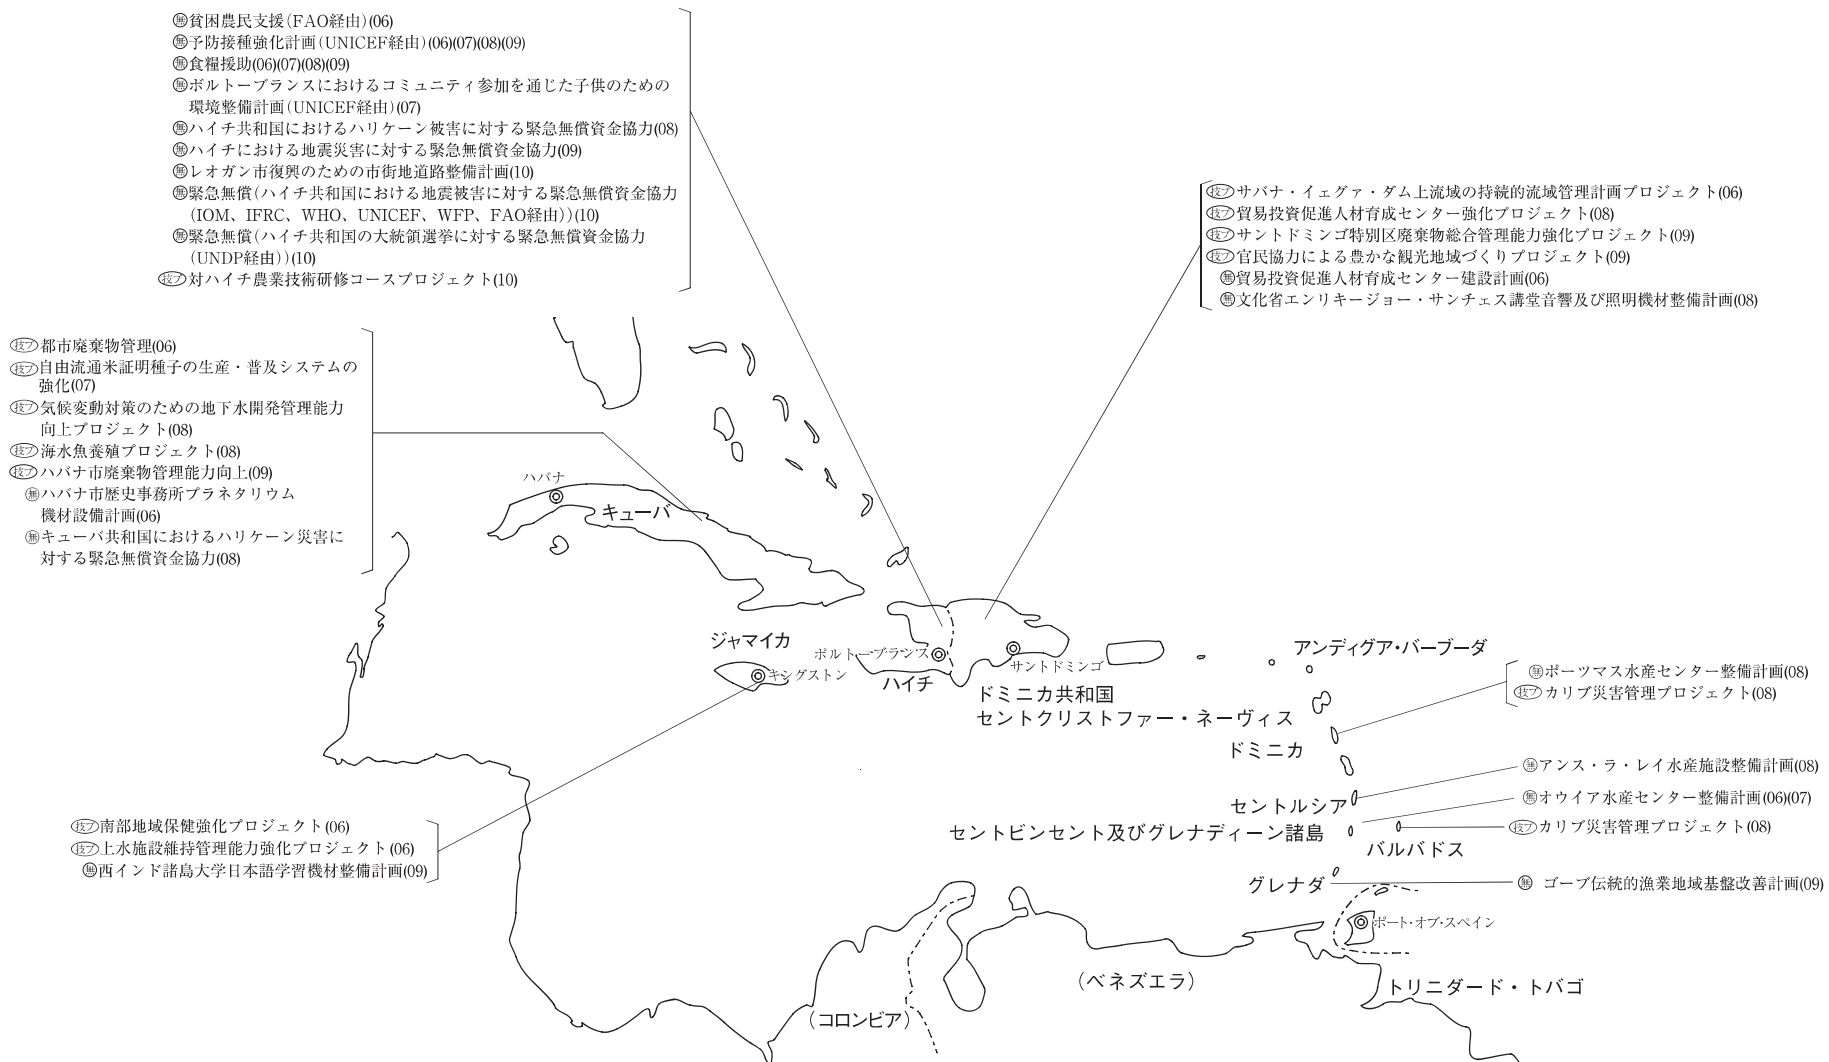 ㊇貧困農民支援（FAO経由）(06)
㊇予防接種強化計画（UNICEF経由）(06)(07)(08)(09)
㊇食糧援助(06)(07)(08)(09)
㊇ポルトープランスにおけるコミュニティ参加を通じた子供のための
環境整備計画（UNICEF経由）(07)
㊇ハイチ共和国におけるハリケーン被害に対する緊急無償資金協力(08)
㊇ハイチにおける地震災害に対する緊急無償資金協力(09)
㊇レオガン市復興のための市街地道路整備計画(10)
㊇緊急無償（ハイチ共和国における地震被害に対する緊急無償資金協力
（IOM、IFRC、WHO、UNICEF、WFP、FAO経由））(10)
㊇緊急無償（ハイチ共和国の大統領選挙に対する緊急無償資金協力
（UNDP経由））(10)
技プ 対ハイチ農業技術研修コースプロジェクト(10)
技プ サバナ・イェグァ・ダム上流域の持続的流域管理計画プロジェクト(06)
技プ 貿易投資促進人材育成センター強化プロジェクト(08)
技プ サントドミンゴ特別区廃棄物総合管理能力強化プロジェクト(09)
技プ 官民協力による豊かな観光地域づくりプロジェクト(09)
無 貿易投資促進人材育成センター建設計画(06)
無 文化省エンリキージョー・サンチェス講堂音響及び照明機材整備計画(08)
技プ 都市廃棄物管理(06)
技プ 自由流通米証明種子の生産・普及システムの
強化(07)
技プ 気候変動対策のための地下水開発管理能力
向上プロジェクト(08)
技プ 海水魚養殖プロジェクト(08)
技プ ハバナ市廃棄物管理能力向上(09)
無 ハバナ市歴史事務所プラネタリウム
機材設備計画(06)
無 キューバ共和国におけるハリケーン災害に
対する緊急無償資金協力(08)
ハバナ
キューバ
ジャマイカ
キングストン
ポルトープランス
ハイチ
サントドミンゴ
ドミニカ共和国
セントクリストファー・ネーヴィス
アンティグア・バーブーダ
無 ポーツマス水産センター整備計画(08)
技プ カリブ災害管理プロジェクト(08)
ドミニカ
無 アンス・ラ・レイ水産施設整備計画(08)
セントルシア
無 オウイア水産センター整備計画(06)(07)
セントビンセント及びグレナディーン諸島
技プ カリブ災害管理プロジェクト(08)
バルバドス
グレナダ
無 ゴーブ伝統的漁業地域基盤改善計画(09)
技プ 南部地域保健強化プロジェクト(06)
技プ 上水施設維持管理能力強化プロジェクト(06)
無 西インド諸島大学日本語学習機材整備計画(09)
ポート・オブ・スペイン
（ベネズエラ）
トリニダード・トバゴ
（コロンビア）